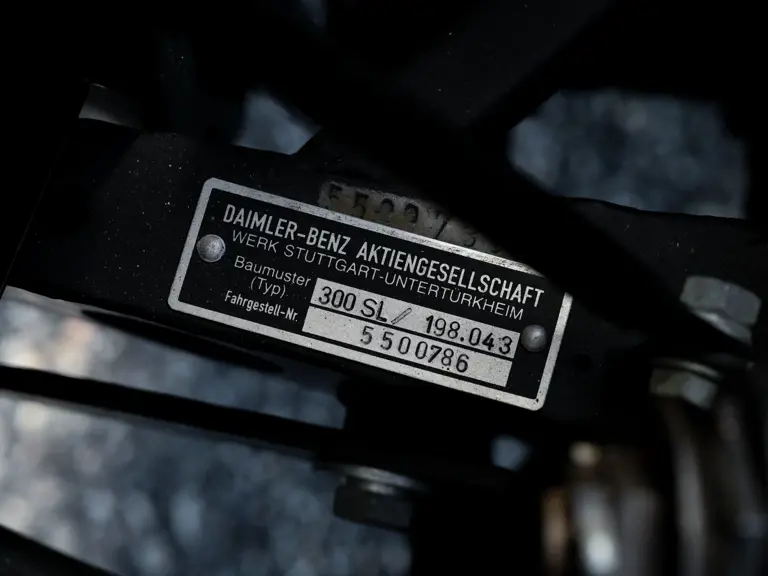 DAIMLER-BENZ AKTIENGESELLSCHAFT
WERK STUTTGART-UNTERTÜRKHEIM
Baumuster (Typ) 300 SL / 198.043
Fahrgestell-Nr. 5500786